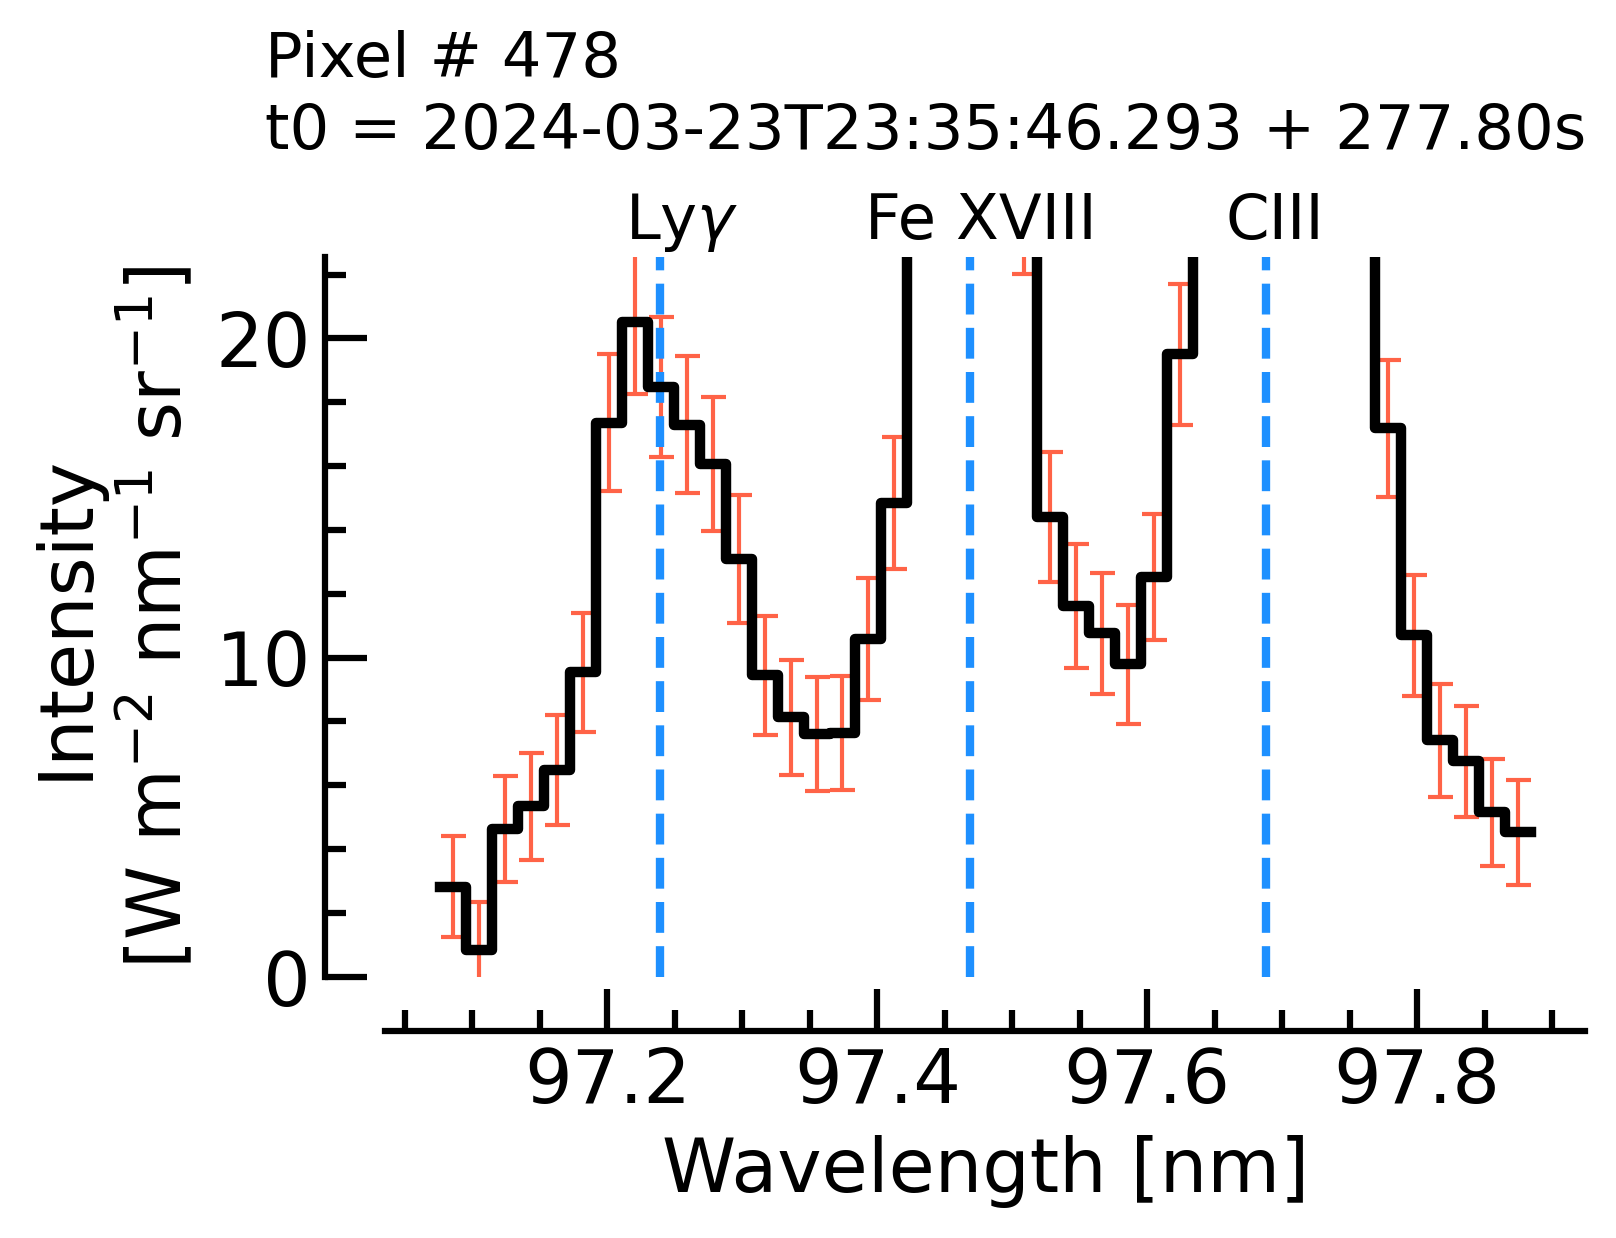 Pixel # 478
t0 = 2024-03-23T23:35:46.293 + 277.80s
Lyγ Fe XVIII CIII
Intensity
[W m⁻² nm⁻¹ sr⁻¹]
20
10
0
97.2 97.4 97.6 97.8
Wavelength [nm]